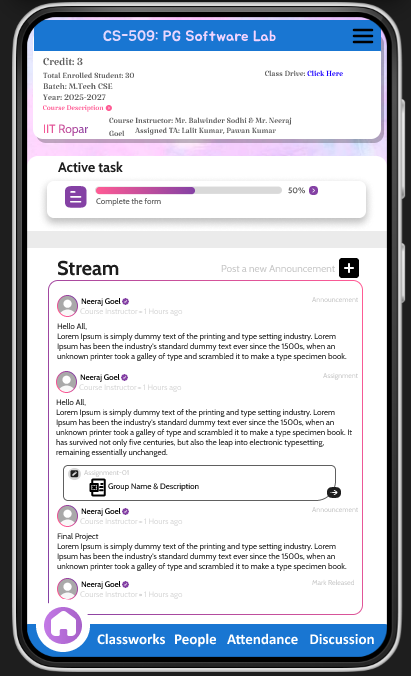 CS-509: PG Software Lab
Credit: 3
Total Enrolled Student: 30
Class Drive: Click Here
Batch: M.Tech CSE
Year: 2025-2027
Course Description
IIT Ropar
Course Instructor: Mr. Balwinder Sodhi & Mr. Neeraj
Goel Assigned TA: Lalit Kumar, Pawan Kumar
Active task
50%
Complete the form
Stream
Post a new Announcement
Neeraj Goel
Announcement
Course Instructor • 1 Hours ago
Hello All,
Lorem Ipsum is simply dummy text of the printing and type setting industry. Lorem
Ipsum has been the industry's standard dummy text ever since the 1500s, when an
unknown printer took a galley of type and scrambled it to make a type specimen book.
Neeraj Goel
Assignment
Course Instructor • 1 Hours ago
Hello All,
Lorem Ipsum is simply dummy text of the printing and type setting industry. Lorem
Ipsum has been the industry's standard dummy text ever since the 1500s, when an
unknown printer took a galley of type and scrambled it to make a type specimen book. It
has survived not only five centuries, but also the leap into electronic typesetting,
remaining essentially unchanged.
Assignment-01
Group Name & Description
Neeraj Goel
Announcement
Course Instructor • 1 Hours ago
Final Project
Lorem Ipsum is simply dummy text of the printing and type setting industry. Lorem
Ipsum has been the industry's standard dummy text ever since the 1500s, when an
unknown printer took a galley of type and scrambled it to make a type specimen book.
Neeraj Goel
Mark Released
Course Instructor • 1 Hours ago
Classworks People Attendance Discussion